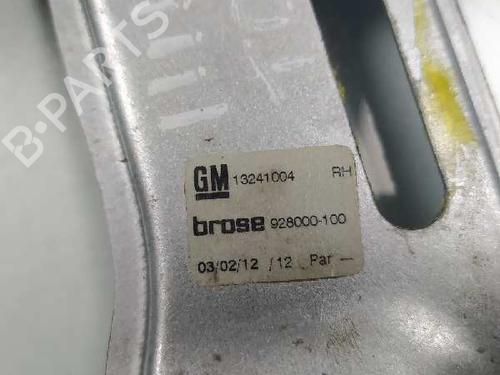 B-PARTS
GM 13241004 RH
brose 928000-100
03/02/12 /12 Par —